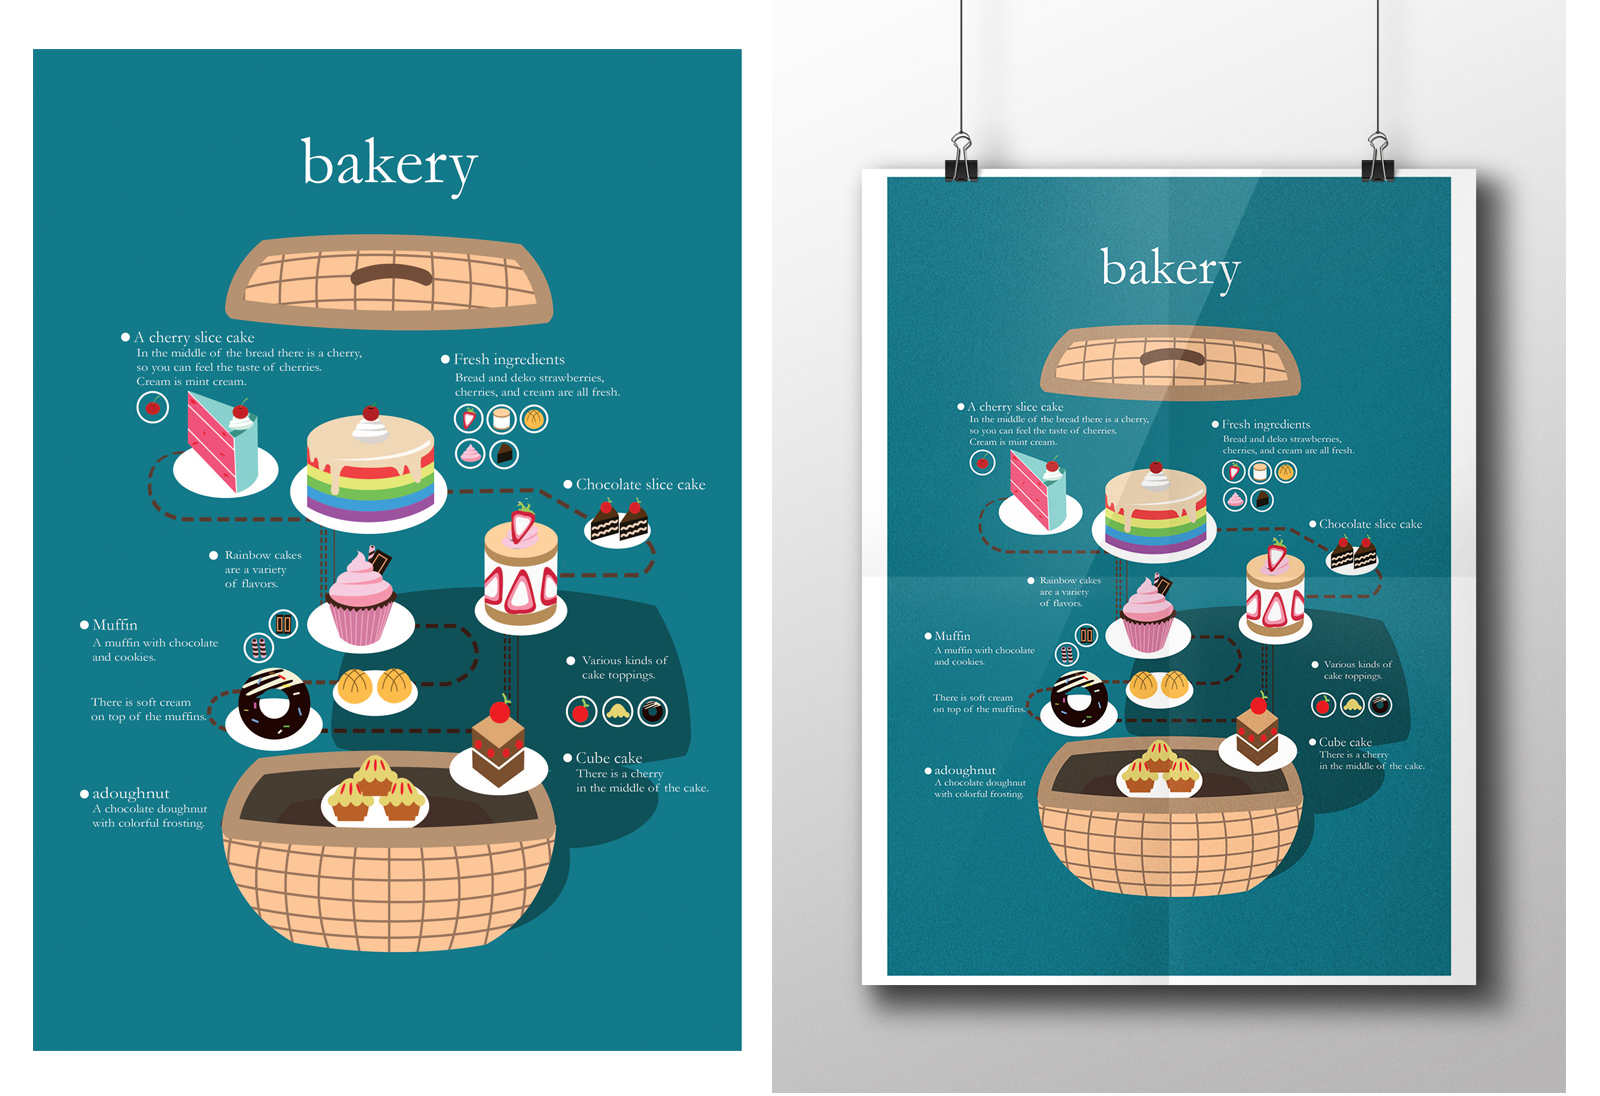 bakery
A cherry slice cake
In the middle of the bread there is a cherry,
so you can feel the taste of cherries.
Cream is mint cream.
Fresh ingredients
Bread and deko strawberries,
cherries, and cream are all fresh.
Chocolate slice cake
Rainbow cakes
are a variety
of flavors.
Muffin
A muffin with chocolate
and cookies.
There is soft cream
on top of the muffins.
Various kinds of
cake toppings.
Cube cake
There is a cherry
in the middle of the cake.
adoughnut
A chocolate doughnut
with colorful frosting.
bakery
A cherry slice cake
In the middle of the bread there is a cherry,
so you can feel the taste of cherries.
Cream is mint cream.
Fresh ingredients
Bread and deko strawberries,
cherries, and cream are all fresh.
Chocolate slice cake
Rainbow cakes
are a variety
of flavors.
Muffin
A muffin with chocolate
and cookies.
There is soft cream
on top of the muffins.
Various kinds of
cake toppings.
Cube cake
There is a cherry
in the middle of the cake.
adoughnut
A chocolate doughnut
with colorful frosting.